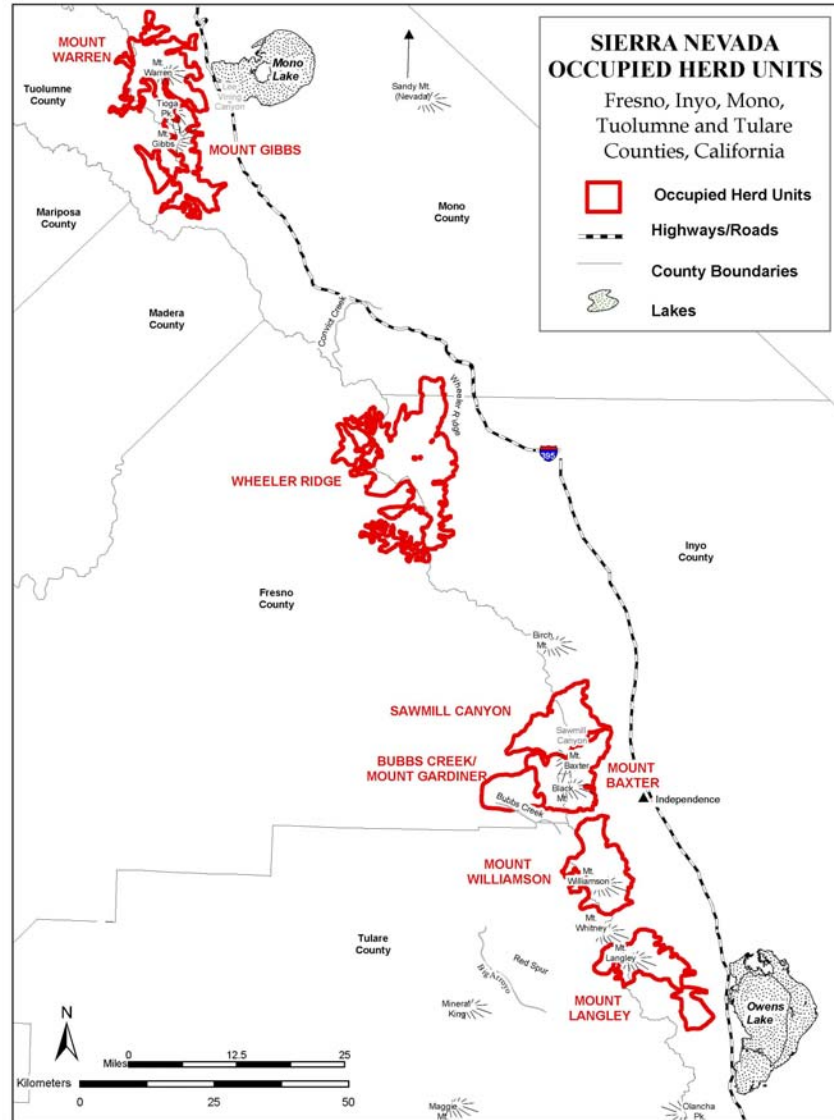 SIERRA NEVADA
OCCUPIED HERD UNITS
Fresno, Inyo, Mono,
Tuolumne and Tulare
Counties, California
Occupied Herd Units
Highways/Roads
County Boundaries
Lakes
MOUNT
WARREN
Mt.
Warren
Mono
Lake
Lee
Vining
Canyon
Sandy Mt.
(Nevada)
Tuolumne
County
Tioga
Pk.
Mt.
Gibbs
MOUNT GIBBS
Mariposa
County
Mono
County
Madera
County
Convict Creek
Wheeler Ridge
395
WHEELER RIDGE
Inyo
County
Fresno
County
Birch
Mt.
SAWMILL CANYON
Sawmill
Canyon
Mt.
Baxter
BUBBS CREEK/
MOUNT GARDINER
MOUNT
BAXTER
Black
Mt.
Bubbs Creek
Independence
MOUNT
WILLIAMSON
Mt.
Williamson
Mt.
Whitney
Tulare
County
Red Spur
Mt.
Langley
Big Arroyo
MOUNT
LANGLEY
Mineral
King
Owens
Lake
N
0 12.5 25
Miles
Kilometers
0 25 50
Maggie
Mt.
Olancha
Pk.